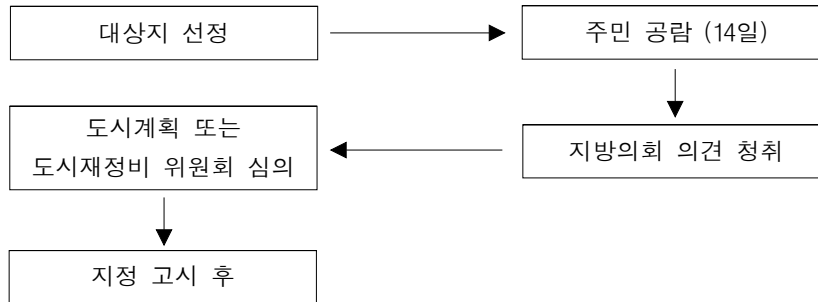 대상지 선정
주민 공람 (14일)
지방의회 의견 청취
도시계획 또는
도시재정비 위원회 심의
지정 고시 후